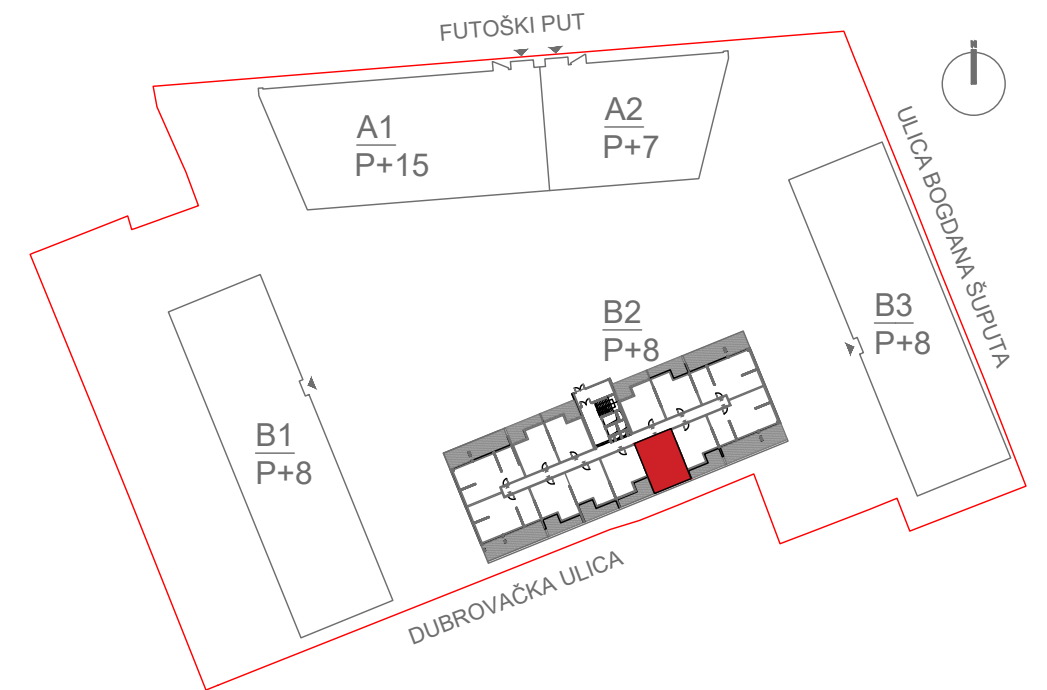 FUTOŠKI PUT
N
A1
P+15
A2
P+7
ULICA BOGDANA ŠUPUTA
B2
P+8
B3
P+8
B1
P+8
DUBROVAČKA ULICA